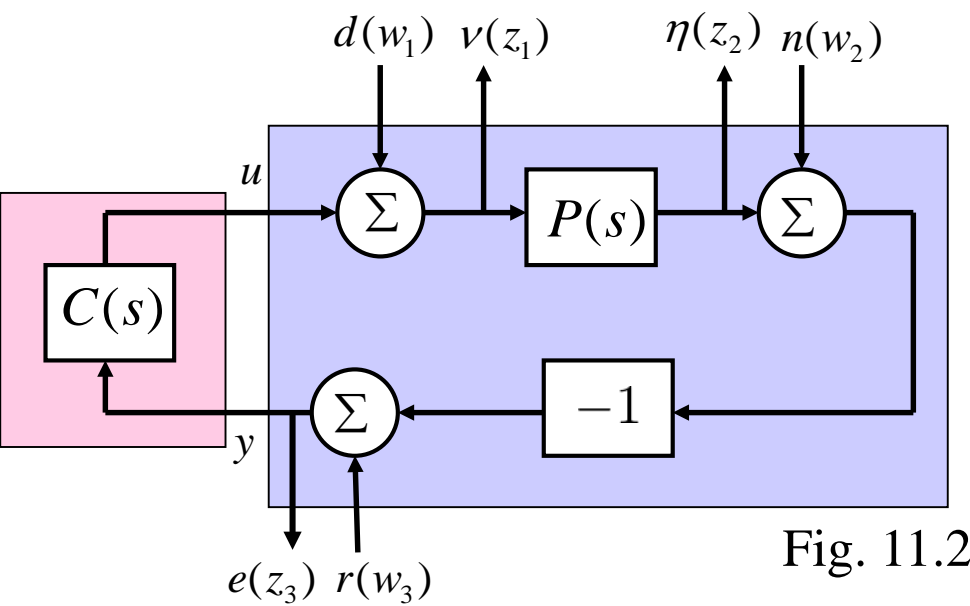 d(w₁) ν(z₁) η(z₂) n(w₂)
u
Σ P(s) Σ
C(s)
Σ −1
y
e(z₃) r(w₃)
Fig. 11.2